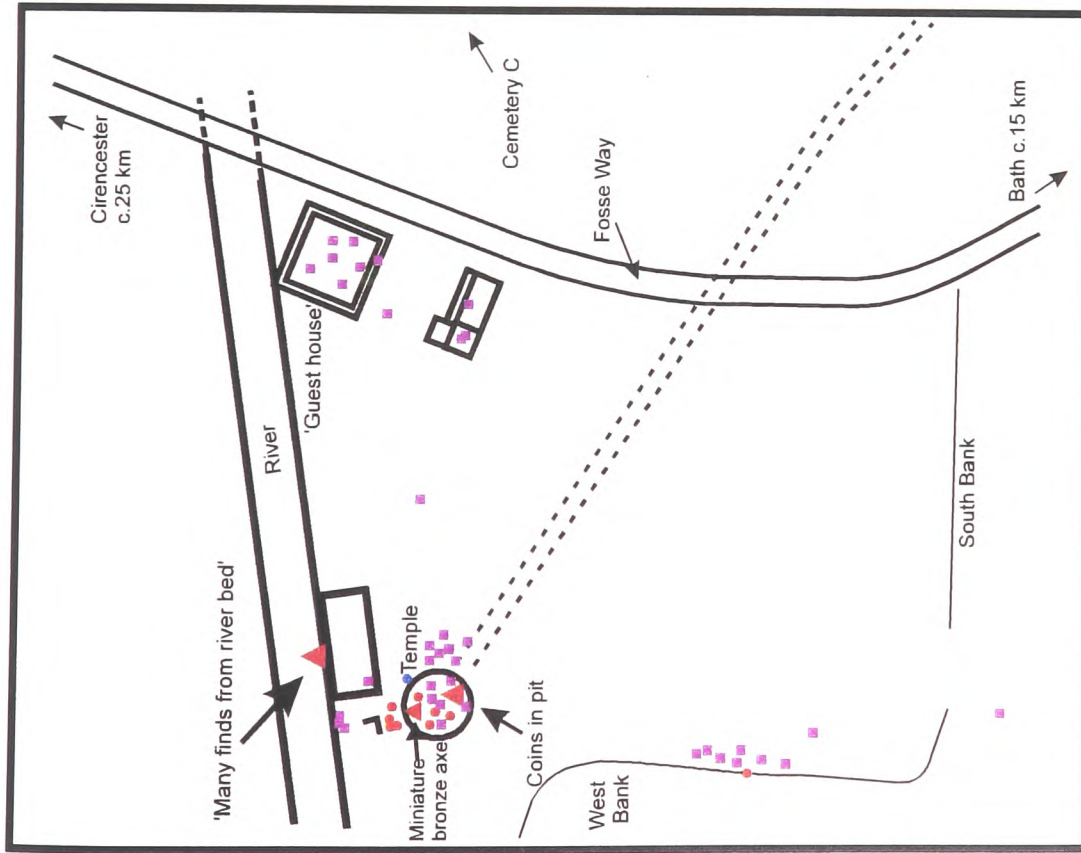 Cirencester
c.25 km
Cemetery C
'Many finds from river bed'
River
'Guest house'
Fosse Way
Bath c.15 km
Temple
Miniature
bronze axe
Coins in pit
West
Bank
South Bank